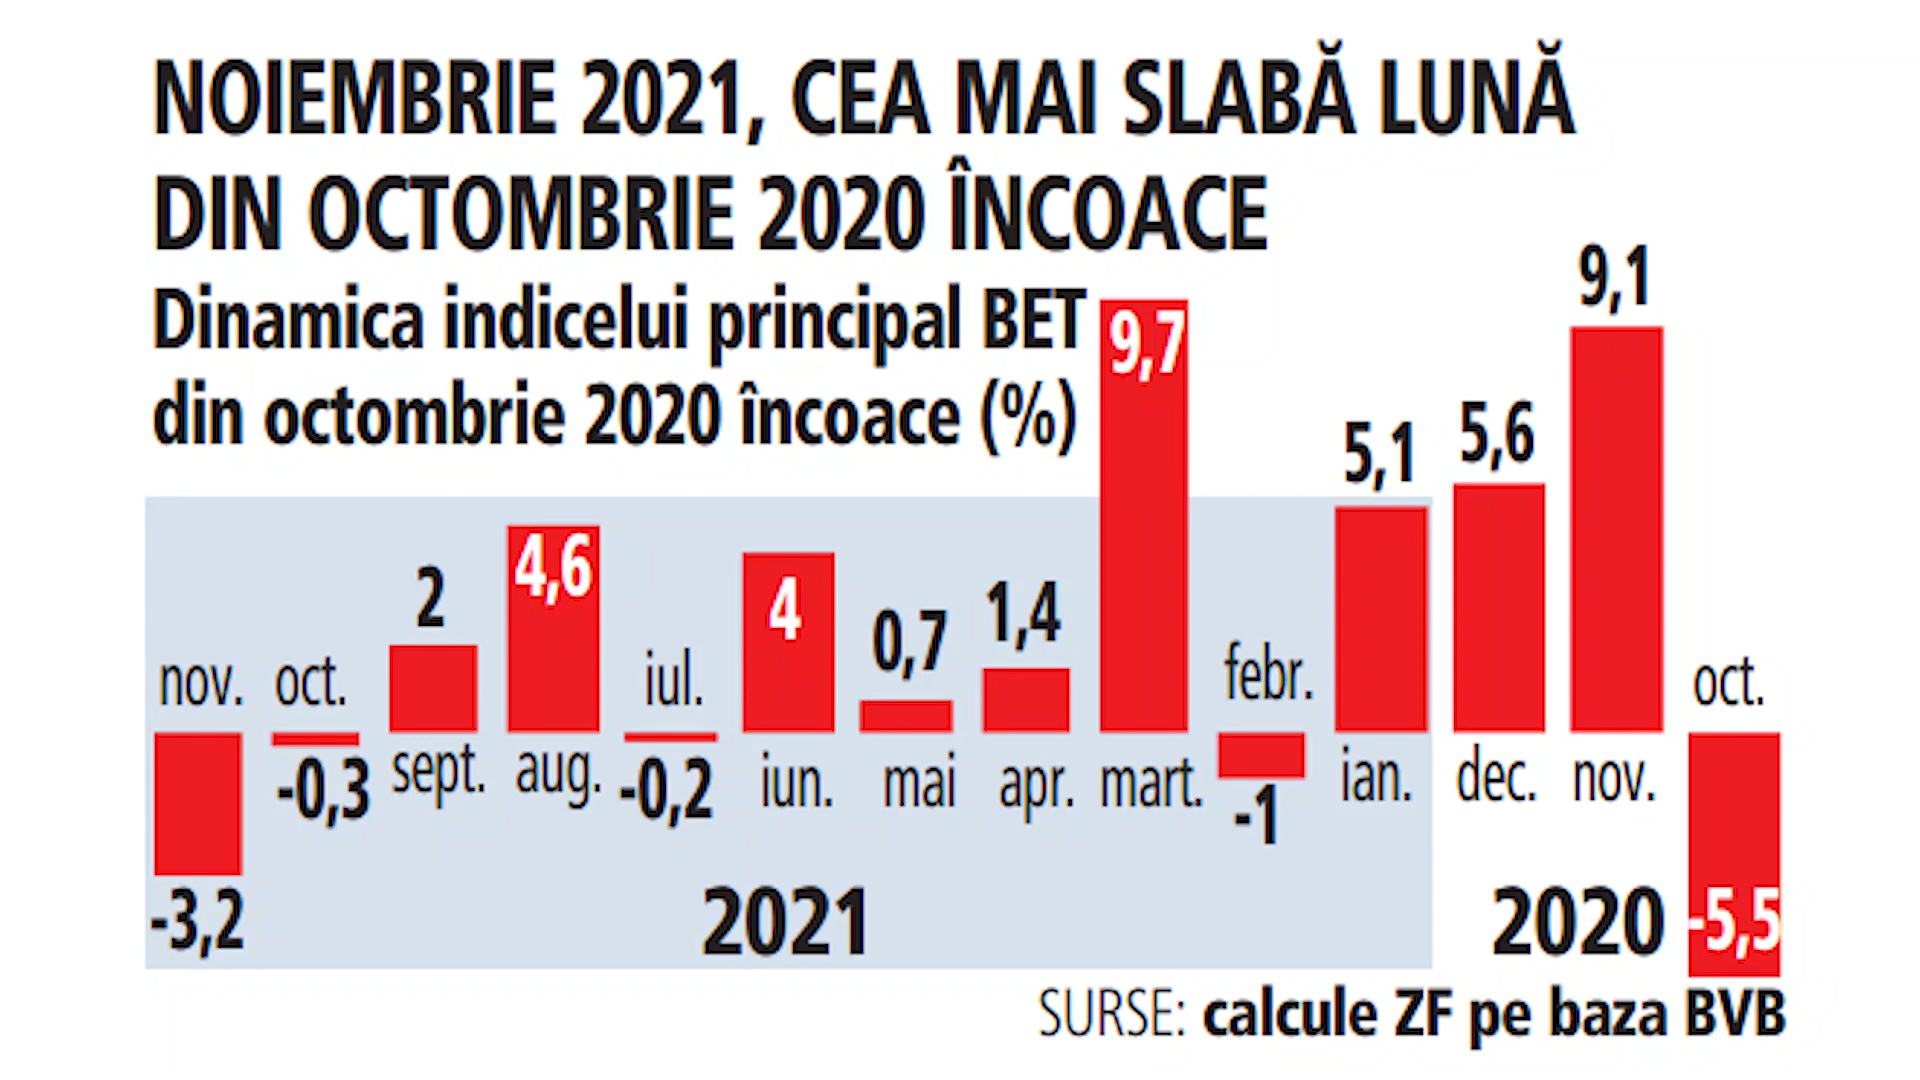 NOIEMBRIE 2021, CEA MAI SLABĂ LUNĂ
DIN OCTOMBRIE 2020 ÎNCOACE
Dinamica indicelui principal BET
din octombrie 2020 încoace (%)
nov.
-3,2
oct.
-0,3
2
sept.
4,6
aug.
iul.
-0,2
4
iun.
0,7
mai
1,4
apr.
9,7
mart.
febr.
-1
5,1
ian.
5,6
dec.
9,1
nov.
oct.
-5,5
2021
2020
SURSE: calcule ZF pe baza BVB